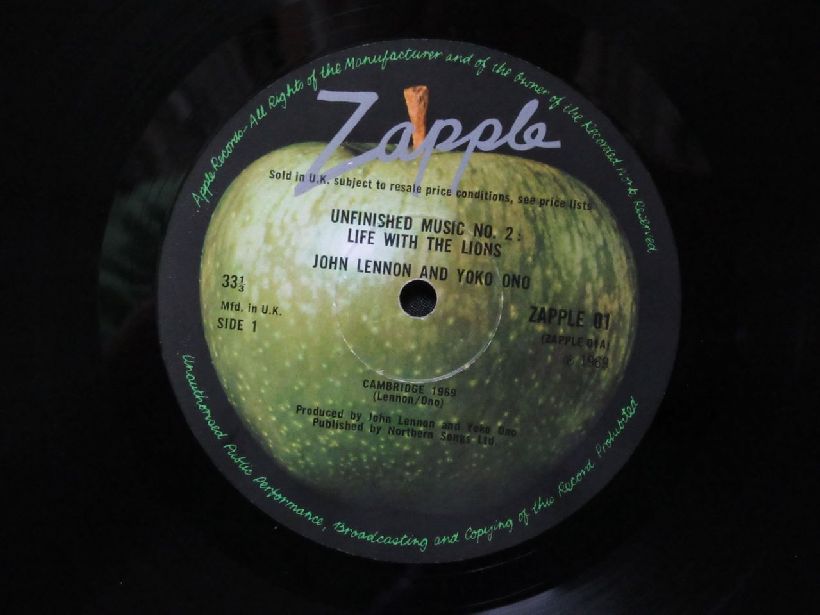 Apple Records-All Rights of the Manufacturer and of the Owner of the Recorded Work Reserved
Zapple
Sold in U.K. subject to resale price conditions, see price lists
UNFINISHED MUSIC NO. 2:
LIFE WITH THE LIONS
JOHN LENNON AND YOKO ONO
33⅓
Mfd. in U.K.
SIDE 1
ZAPPLE 01
(ZAPPLE 01A)
℗ 1969
CAMBRIDGE 1969
(Lennon/Ono)
Produced by John Lennon and Yoko Ono
Published by Northern Songs Ltd.
Unauthorised Public Performance, Broadcasting and Copying of this Record Prohibited